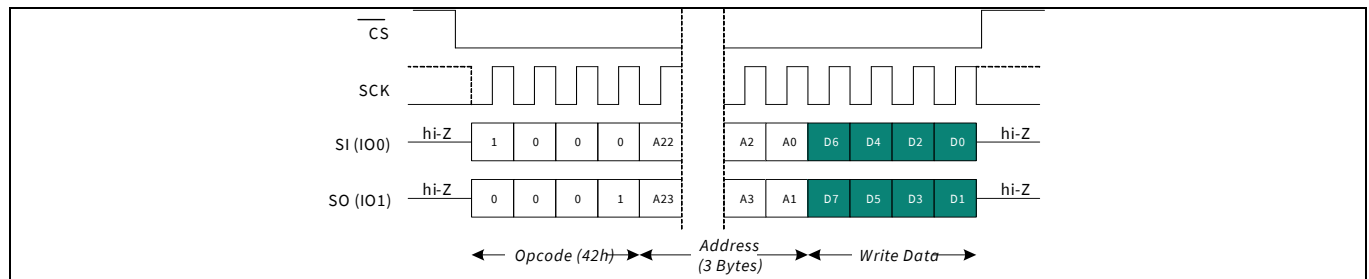 CS
SCK
SI (IO0) hi-Z 1 0 0 0 A22 A2 A0 D6 D4 D2 D0 hi-Z
SO (IO1) hi-Z 0 0 0 1 A23 A3 A1 D7 D5 D3 D1 hi-Z
Opcode (42h) Address (3 Bytes) Write Data